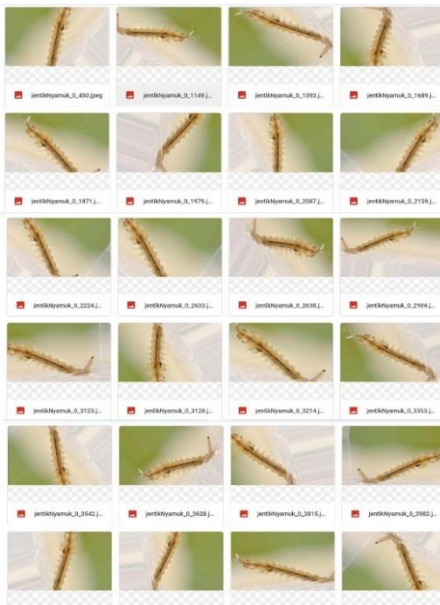 jentikNyamuk_0_450.jpeg
jentikNyamuk_0_1149.j...
jentikNyamuk_0_1393.j...
jentikNyamuk_0_1689.j...
jentikNyamuk_0_1871.j...
jentikNyamuk_0_1979.j...
jentikNyamuk_0_2087.j...
jentikNyamuk_0_2159.j...
jentikNyamuk_0_2224.j...
jentikNyamuk_0_2633.j...
jentikNyamuk_0_2638.j...
jentikNyamuk_0_2904.j...
jentikNyamuk_0_3123.j...
jentikNyamuk_0_3128.j...
jentikNyamuk_0_3214.j...
jentikNyamuk_0_3353.j...
jentikNyamuk_0_3542.j...
jentikNyamuk_0_3628.j...
jentikNyamuk_0_3815.j...
jentikNyamuk_0_3982.j...